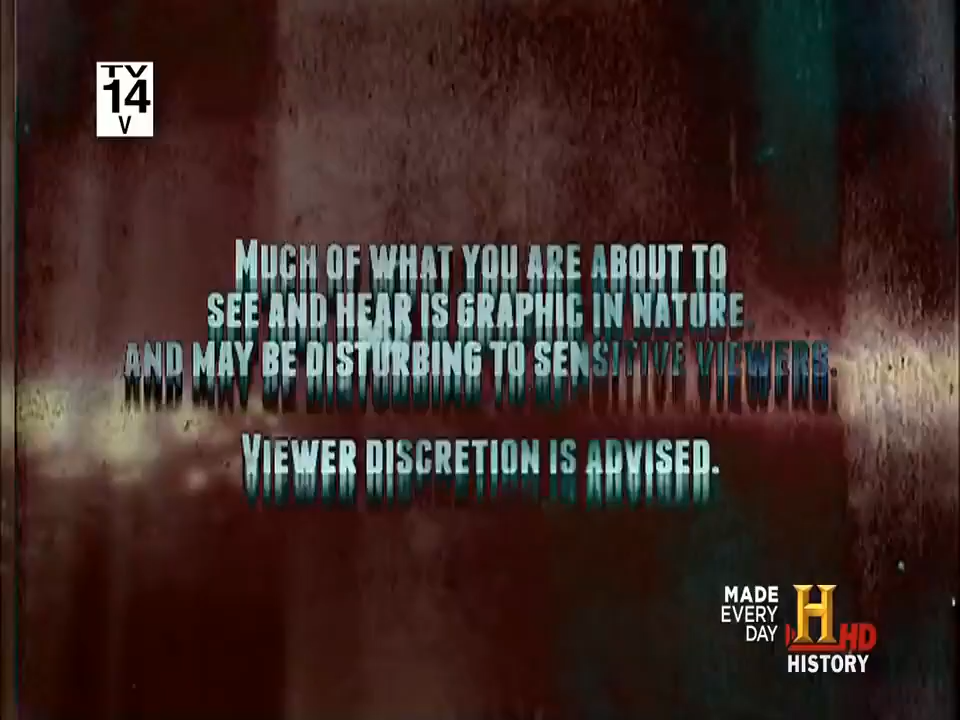 TV
14
V
MUCH OF WHAT YOU ARE ABOUT TO
SEE AND HEAR IS GRAPHIC IN NATURE
AND MAY BE DISTURBING TO SENSITIVE VIEWERS.
VIEWER DISCRETION IS ADVISED.
MADE
EVERY
DAY
H
HD
HISTORY